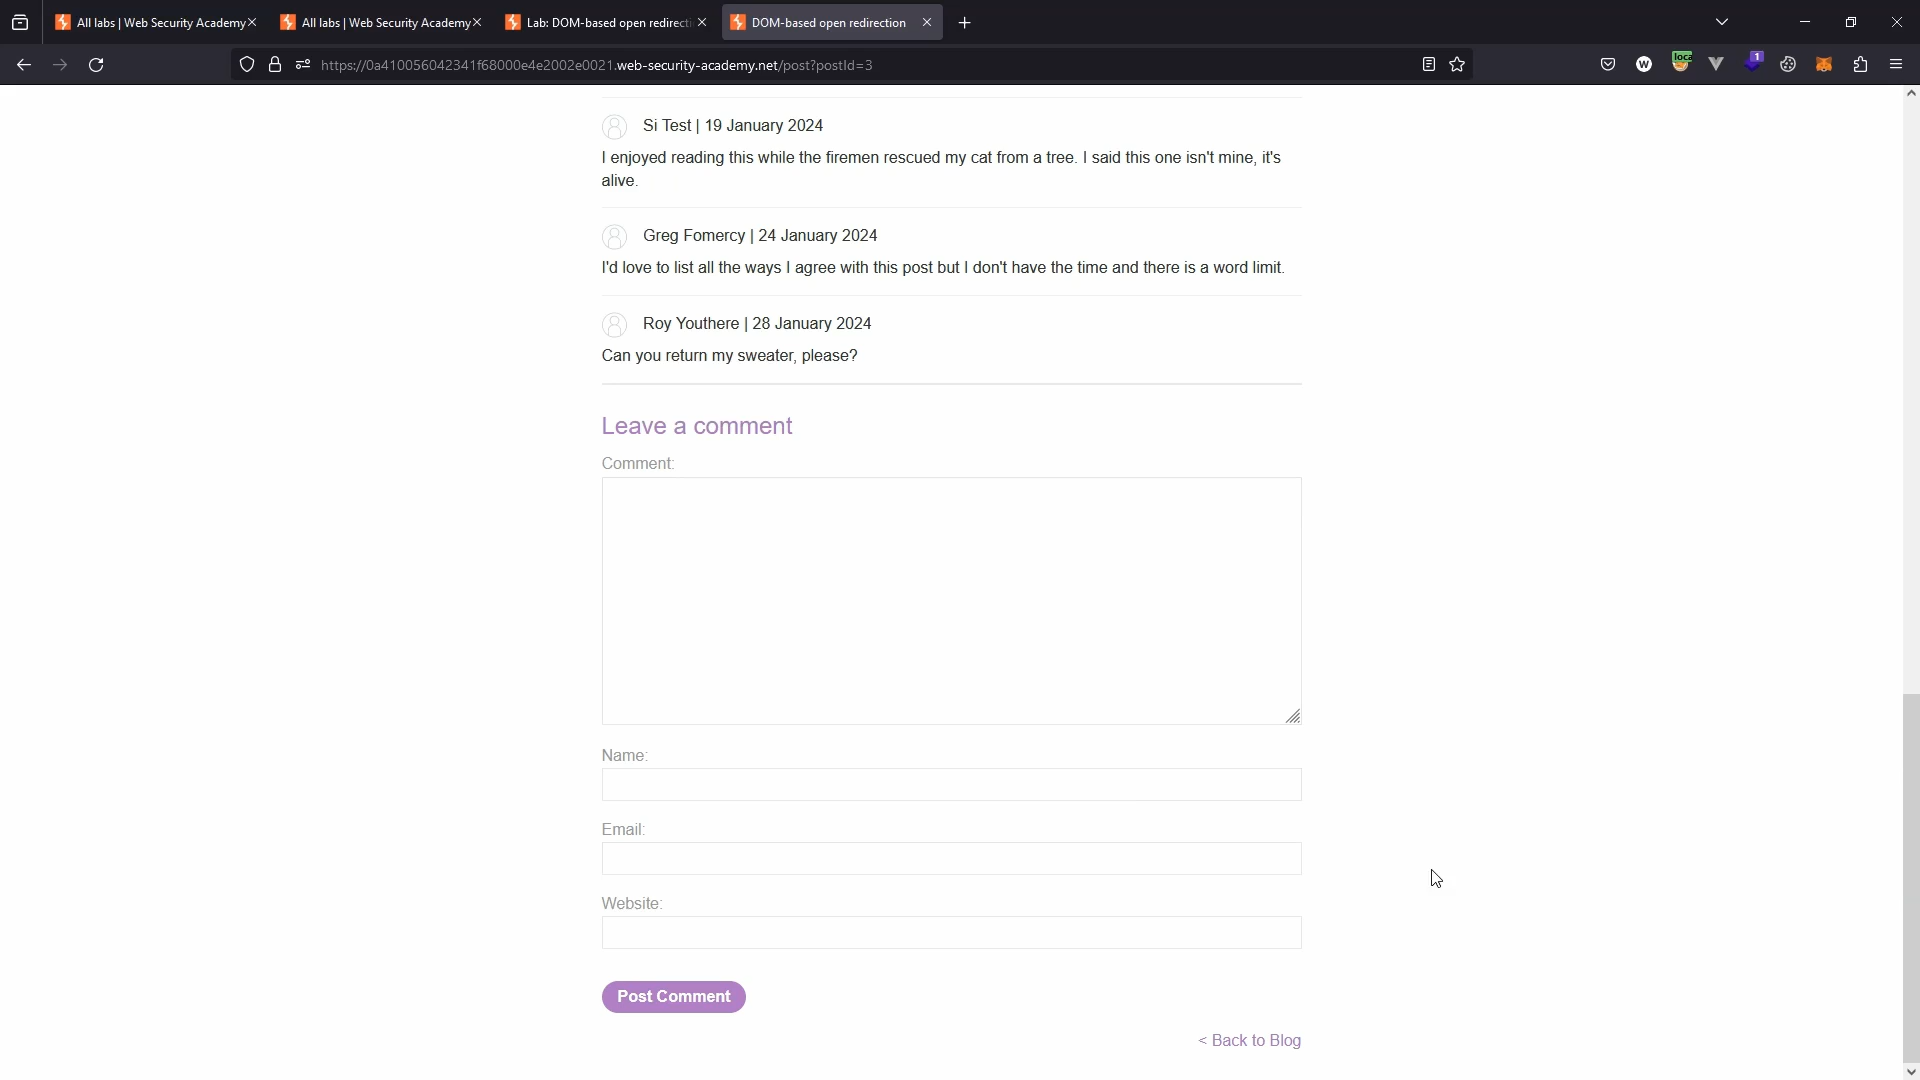 All labs | Web Security Academy
All labs | Web Security Academy
Lab: DOM-based open redirecti
DOM-based open redirection
https://0a410056042341f68000e4e2002e0021.web-security-academy.net/post?postId=3
W
loca
1
Si Test | 19 January 2024
I enjoyed reading this while the firemen rescued my cat from a tree. I said this one isn't mine, it's
alive.
Greg Fomercy | 24 January 2024
I'd love to list all the ways I agree with this post but I don't have the time and there is a word limit.
Roy Youthere | 28 January 2024
Can you return my sweater, please?
Leave a comment
Comment:
Name:
Email:
Website:
Post Comment
< Back to Blog